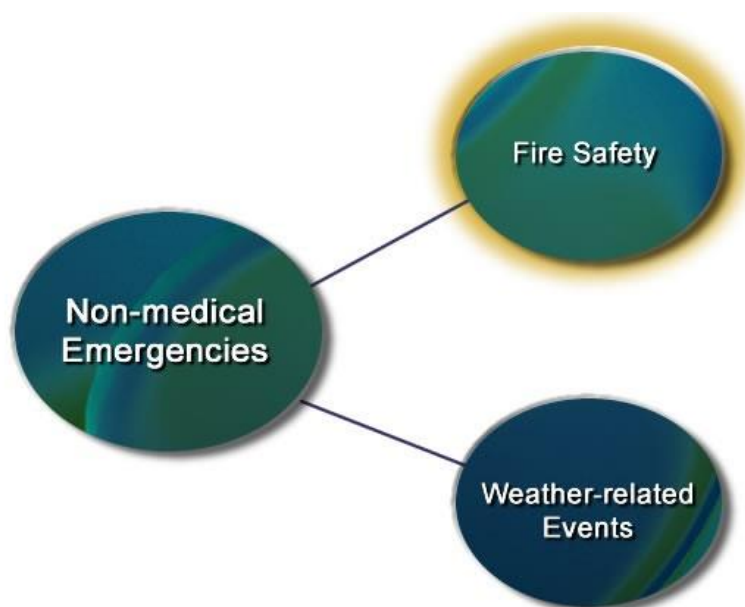 Fire Safety
Non-medical
Emergencies
Weather-related
Events